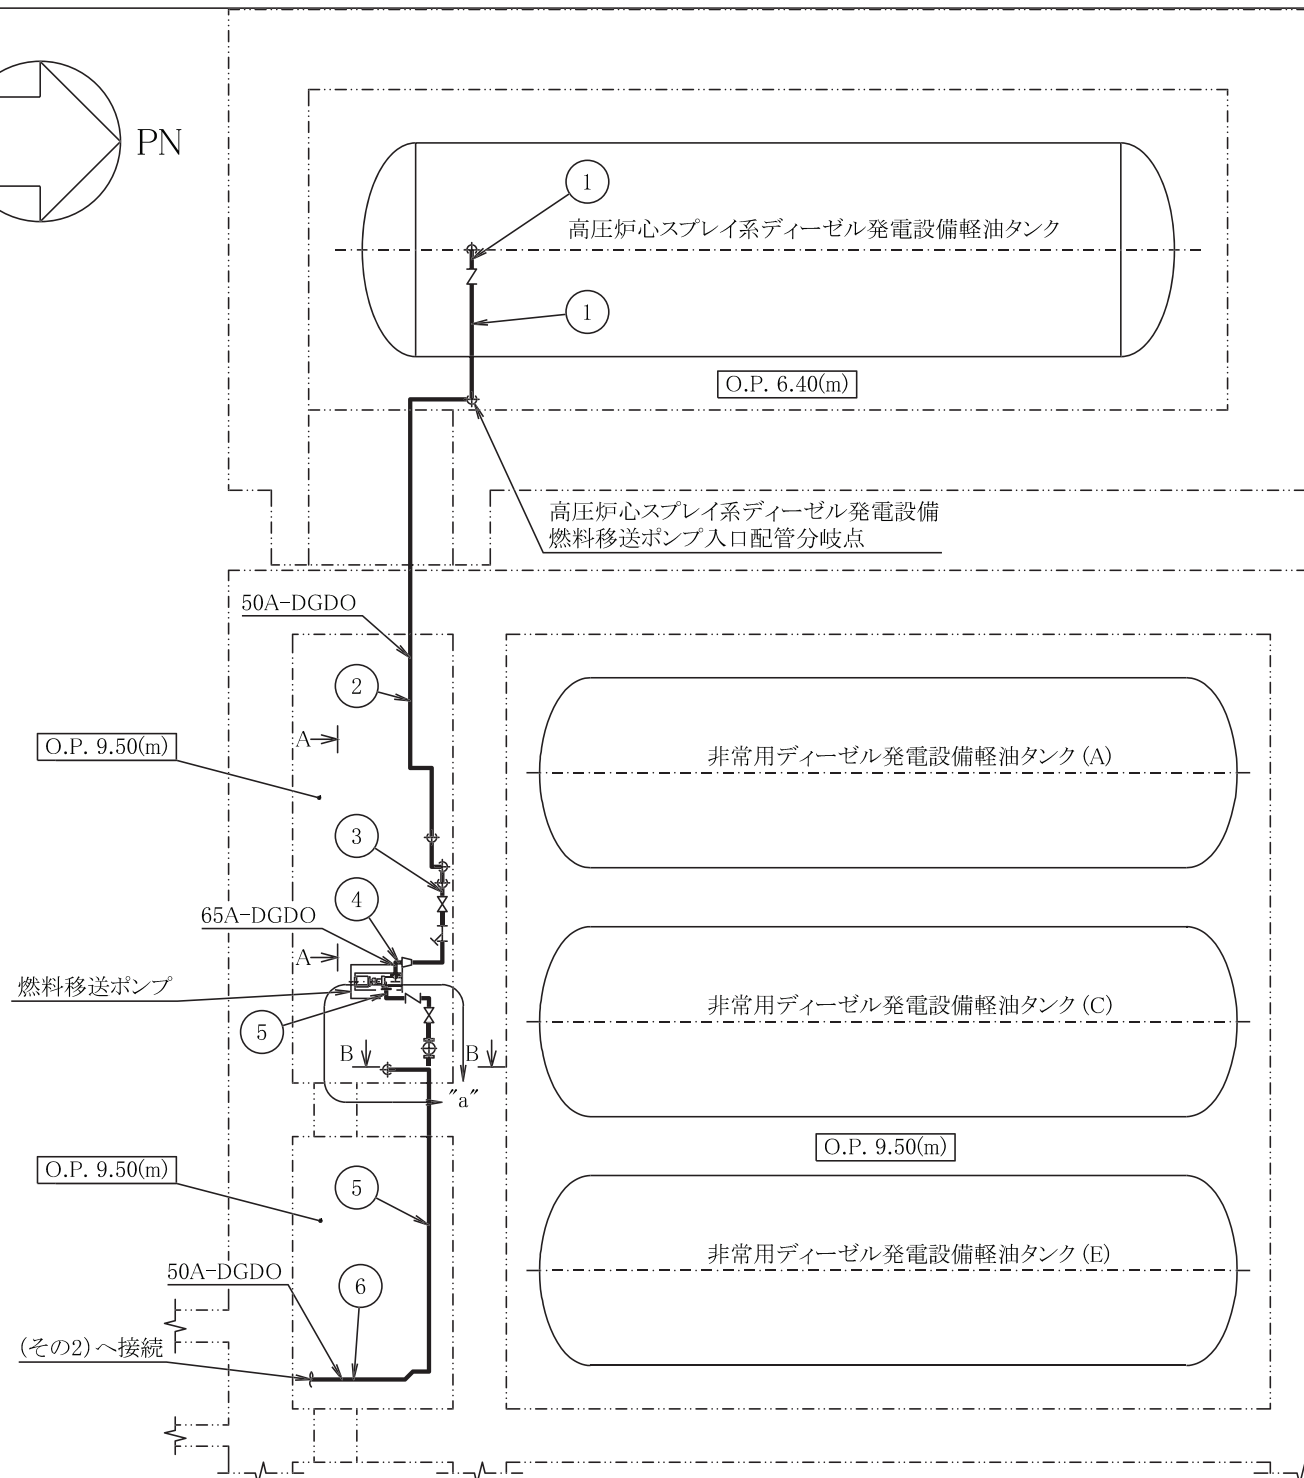 PN
1
高圧炉心スプレイ系ディーゼル発電設備軽油タンク
1
O.P. 6.40(m)
高圧炉心スプレイ系ディーゼル発電設備
燃料移送ポンプ入口配管分岐点
50A-DGDO
2
A
O.P. 9.50(m)
非常用ディーゼル発電設備軽油タンク(A)
3
4
65A-DGDO
A
燃料移送ポンプ
非常用ディーゼル発電設備軽油タンク(C)
5
B
B
"a"
O.P. 9.50(m)
O.P. 9.50(m)
5
非常用ディーゼル発電設備軽油タンク(E)
50A-DGDO
6
(その2)へ接続